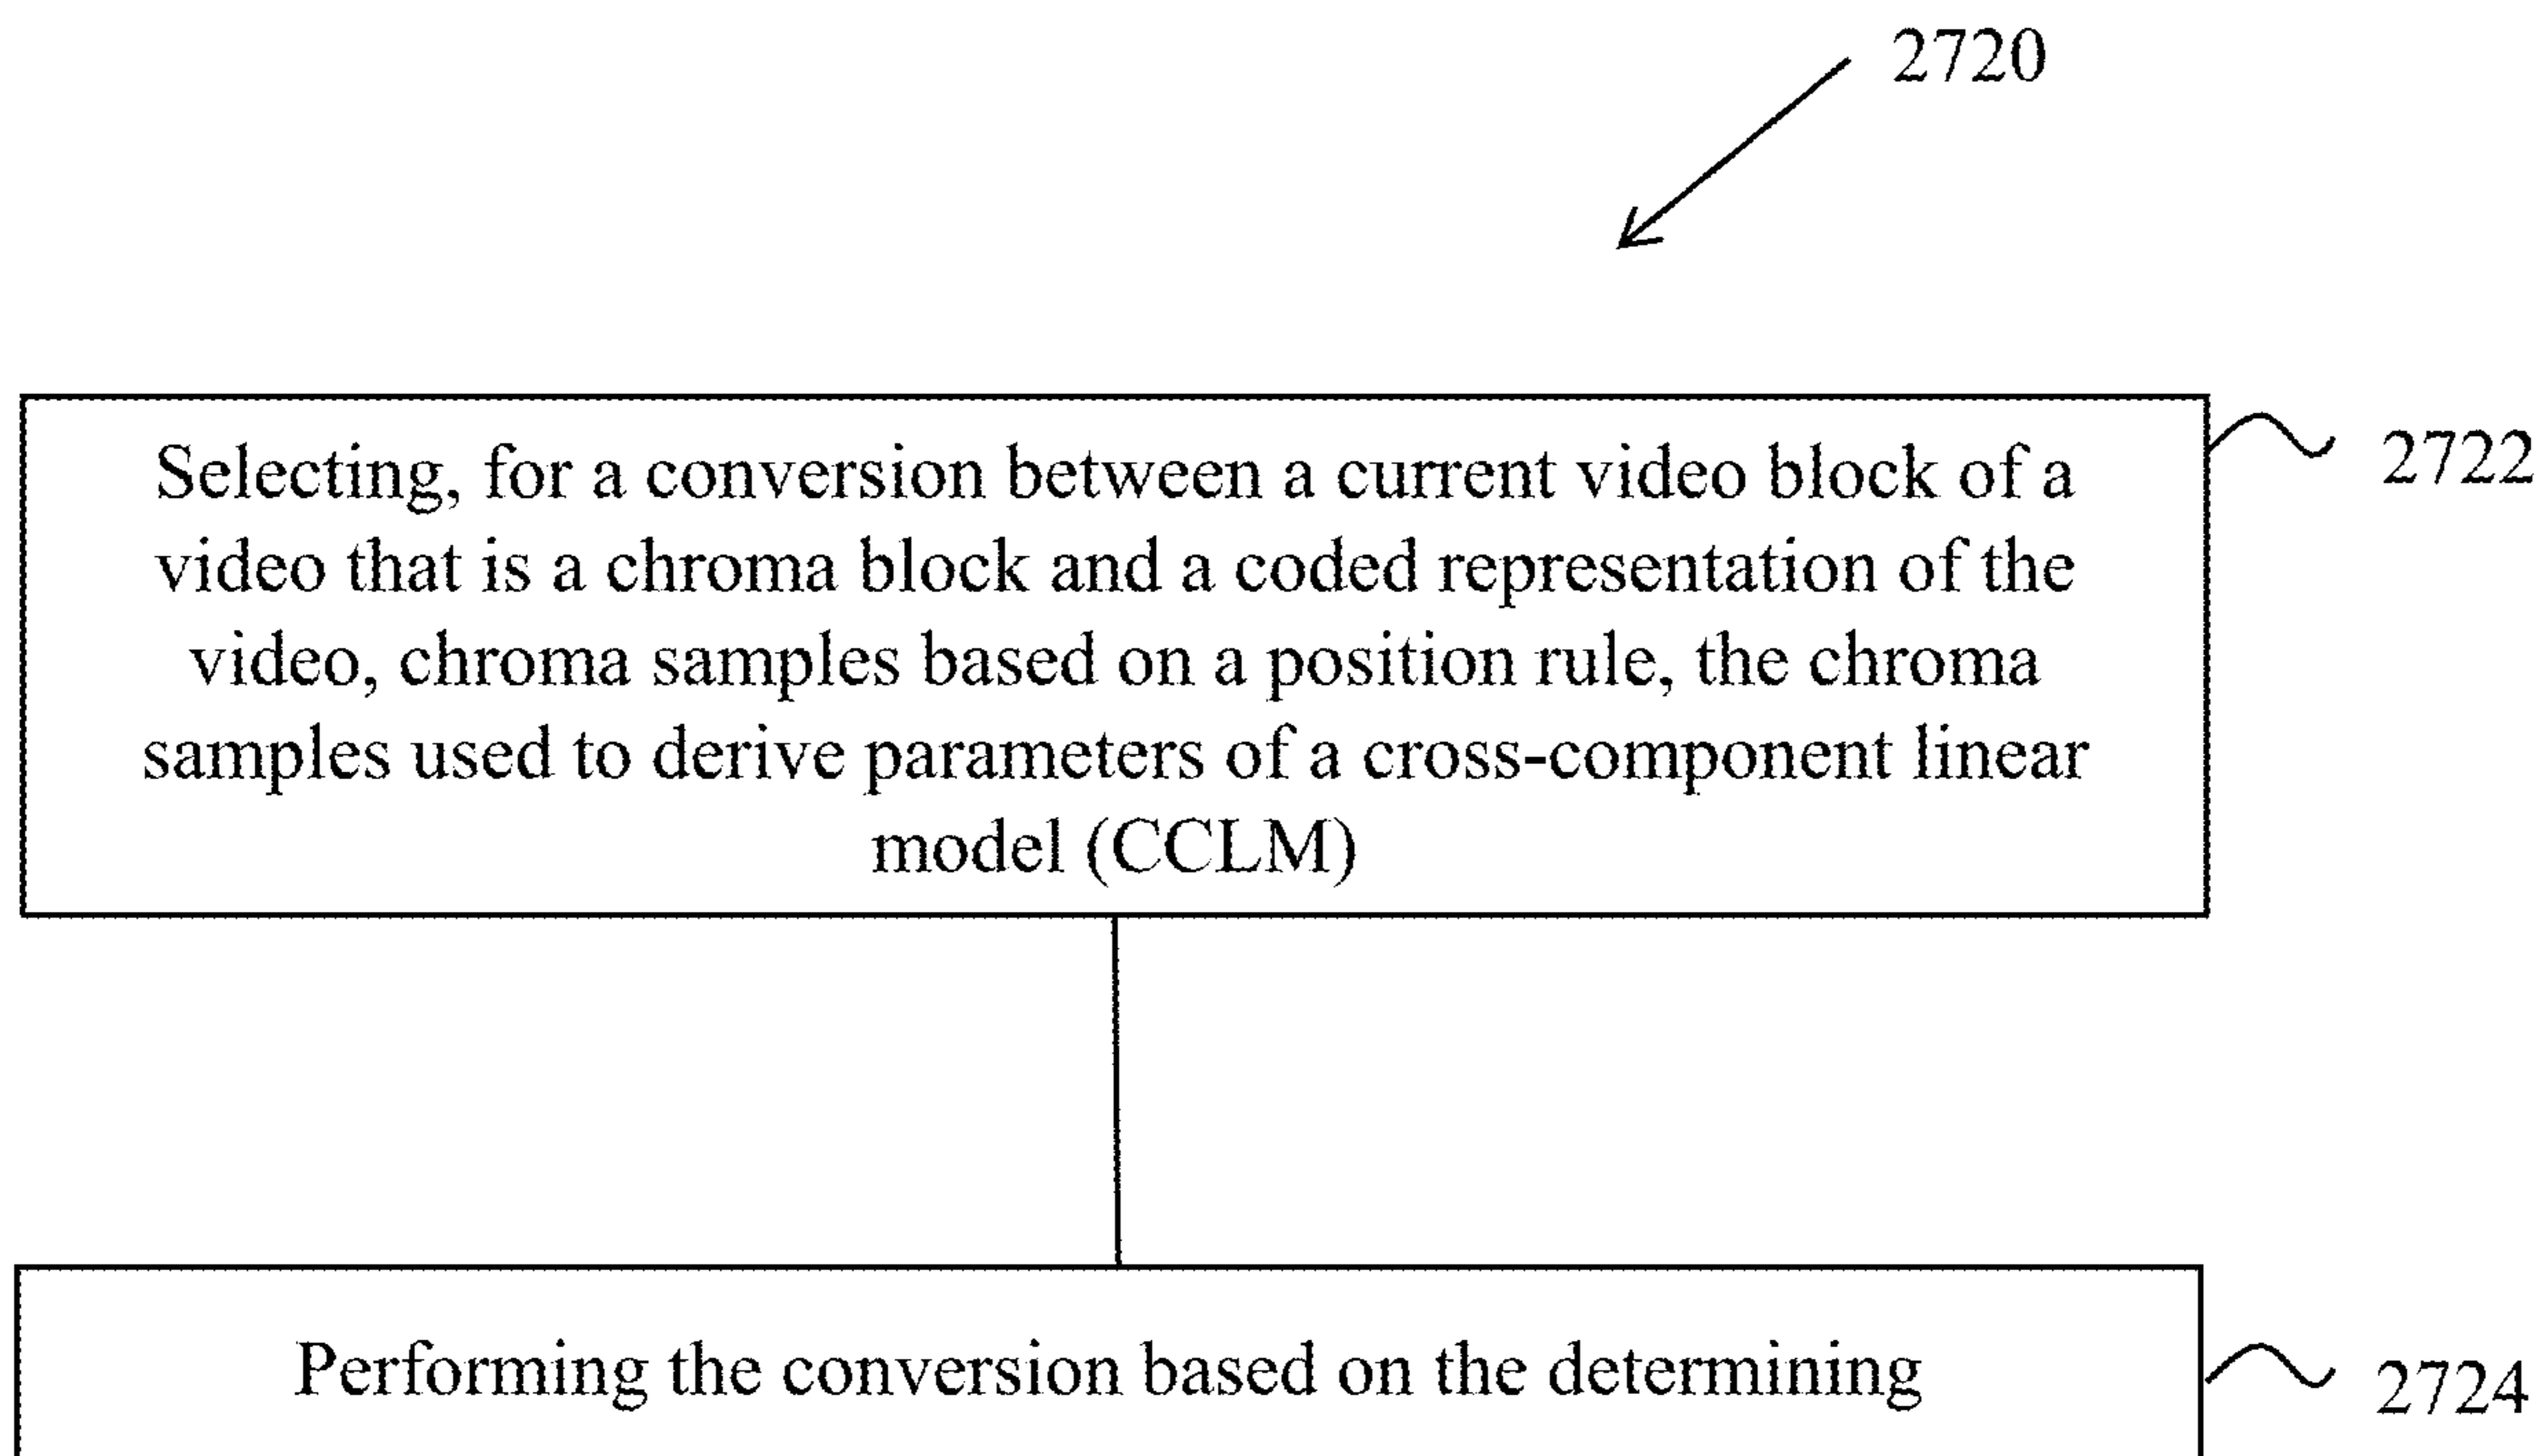 2720
Selecting, for a conversion between a current video block of a
2722
video that is a chroma block and a coded representation of the
video, chroma samples based on a position rule, the chroma
samples used to derive parameters of a cross-component linear
model (CCLM)
Performing the conversion based on the determining
2724